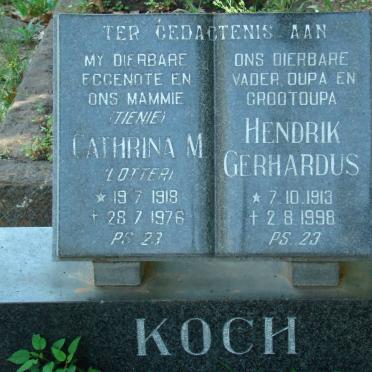 TER GEDAGTENIS AAN
MY DIERBARE
EGGENOTE EN
ONS MAMMIE
(TIENIE)
CATHRINA M
(LOTTER)
* 19.7.1918
+ 28.7.1976
PS. 23
ONS DIERBARE
VADER, OUPA EN
GROOTOUPA
HENDRIK
GERHARDUS
* 7.10.1913
+ 2.8.1998
PS. 23
KOCH